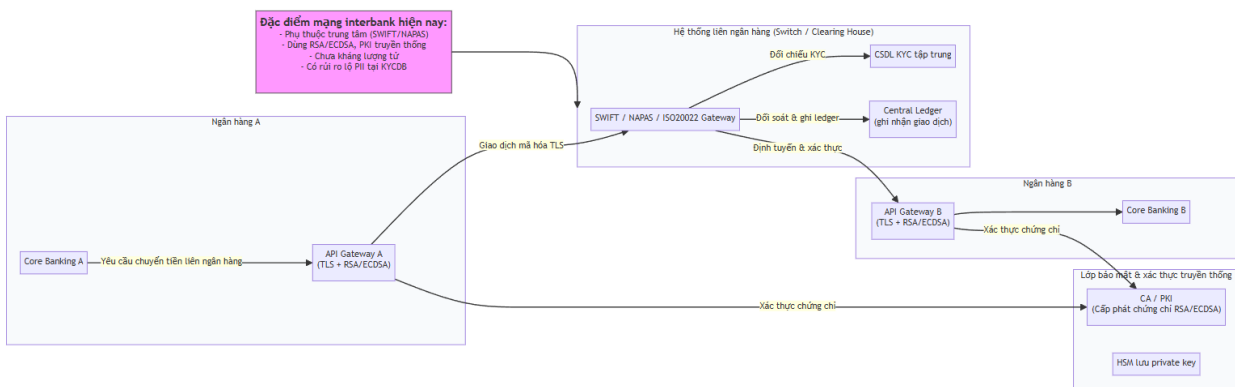 Đặc điểm mạng interbank hiện nay:
- Phụ thuộc trung tâm (SWIFT/NAPAS)
- Dùng RSA/ECDSA, PKI truyền thống
- Chưa kháng lượng tử
- Có rủi ro lộ PII tại KYCDB
Hệ thống liên ngân hàng (Switch / Clearing House)
Đối chiếu KYC
CSDL KYC tập trung
SWIFT / NAPAS / ISO20022 Gateway
Đối soát & ghi ledger
Central Ledger
(ghi nhận giao dịch)
Ngân hàng A
Giao dịch mã hóa TLS
Định tuyến & xác thực
Ngân hàng B
API Gateway B
(TLS + RSA/ECDSA)
Core Banking B
Xác thực chứng chỉ
Core Banking A
Yêu cầu chuyển tiền liên ngân hàng
API Gateway A
(TLS + RSA/ECDSA)
Lớp bảo mật & xác thực truyền thống
Xác thực chứng chỉ
CA / PKI
(Cấp phát chứng chỉ RSA/ECDSA)
HSM lưu private key